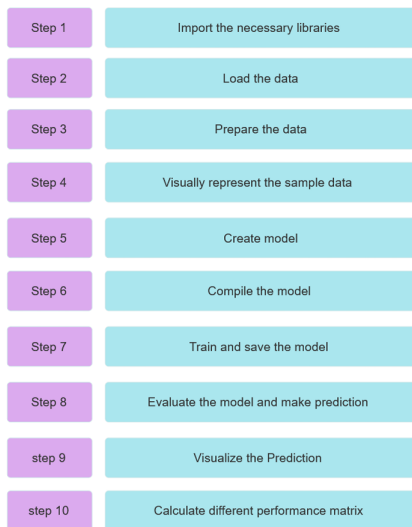 Step 1 Import the necessary libraries
Step 2 Load the data
Step 3 Prepare the data
Step 4 Visually represent the sample data
Step 5 Create model
Step 6 Compile the model
Step 7 Train and save the model
Step 8 Evaluate the model and make prediction
step 9 Visualize the Prediction
step 10 Calculate different performance matrix